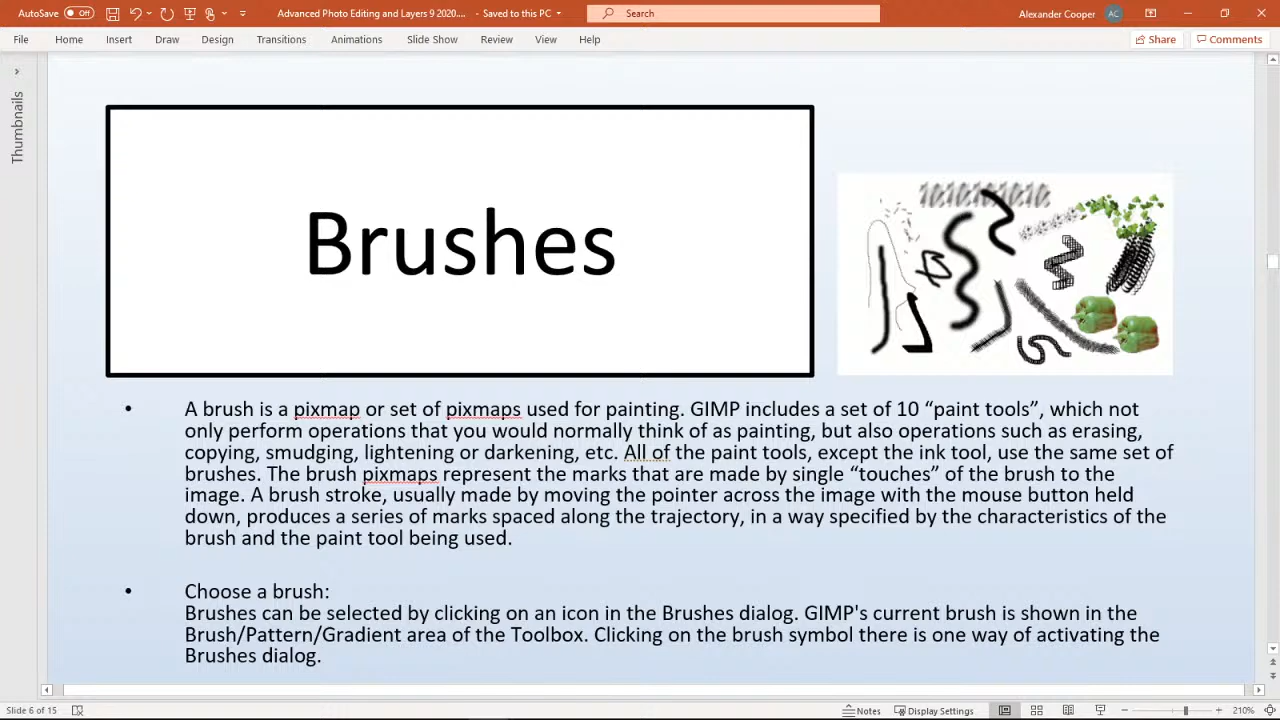 AutoSave Off Advanced Photo Editing and Layers 9 2020.... - Saved to this PC Search Alexander Cooper AC
File Home Insert Draw Design Transitions Animations Slide Show Review View Help Share Comments
Thumbnails
1010101010
Brushes
• A brush is a pixmap or set of pixmaps used for painting. GIMP includes a set of 10 “paint tools”, which not
only perform operations that you would normally think of as painting, but also operations such as erasing,
copying, smudging, lightening or darkening, etc. All of the paint tools, except the ink tool, use the same set of
brushes. The brush pixmaps represent the marks that are made by single “touches” of the brush to the
image. A brush stroke, usually made by moving the pointer across the image with the mouse button held
down, produces a series of marks spaced along the trajectory, in a way specified by the characteristics of the
brush and the paint tool being used.
• Choose a brush:
Brushes can be selected by clicking on an icon in the Brushes dialog. GIMP's current brush is shown in the
Brush/Pattern/Gradient area of the Toolbox. Clicking on the brush symbol there is one way of activating the
Brushes dialog.
Slide 6 of 15 Notes Display Settings 210%